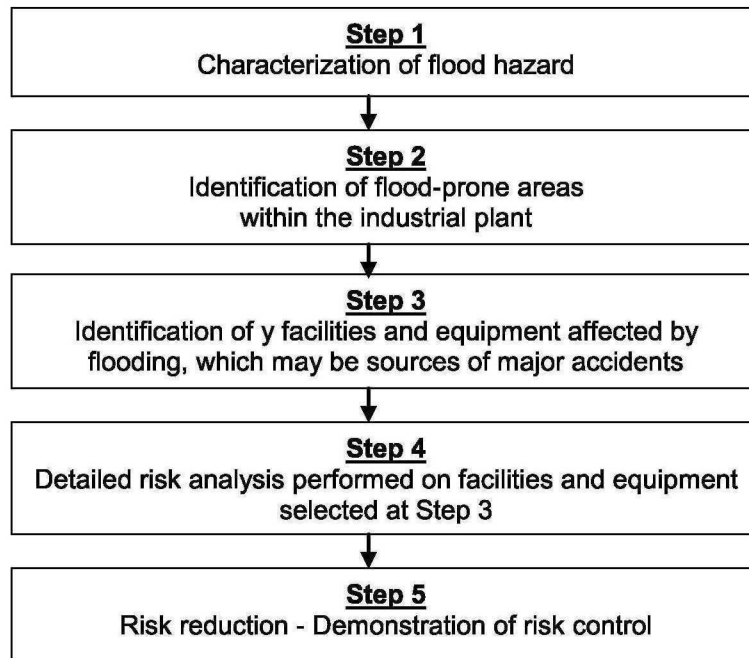 Step 1
Characterization of flood hazard
Step 2
Identification of flood-prone areas
within the industrial plant
Step 3
Identification of y facilities and equipment affected by
flooding, which may be sources of major accidents
Step 4
Detailed risk analysis performed on facilities and equipment
selected at Step 3
Step 5
Risk reduction - Demonstration of risk control